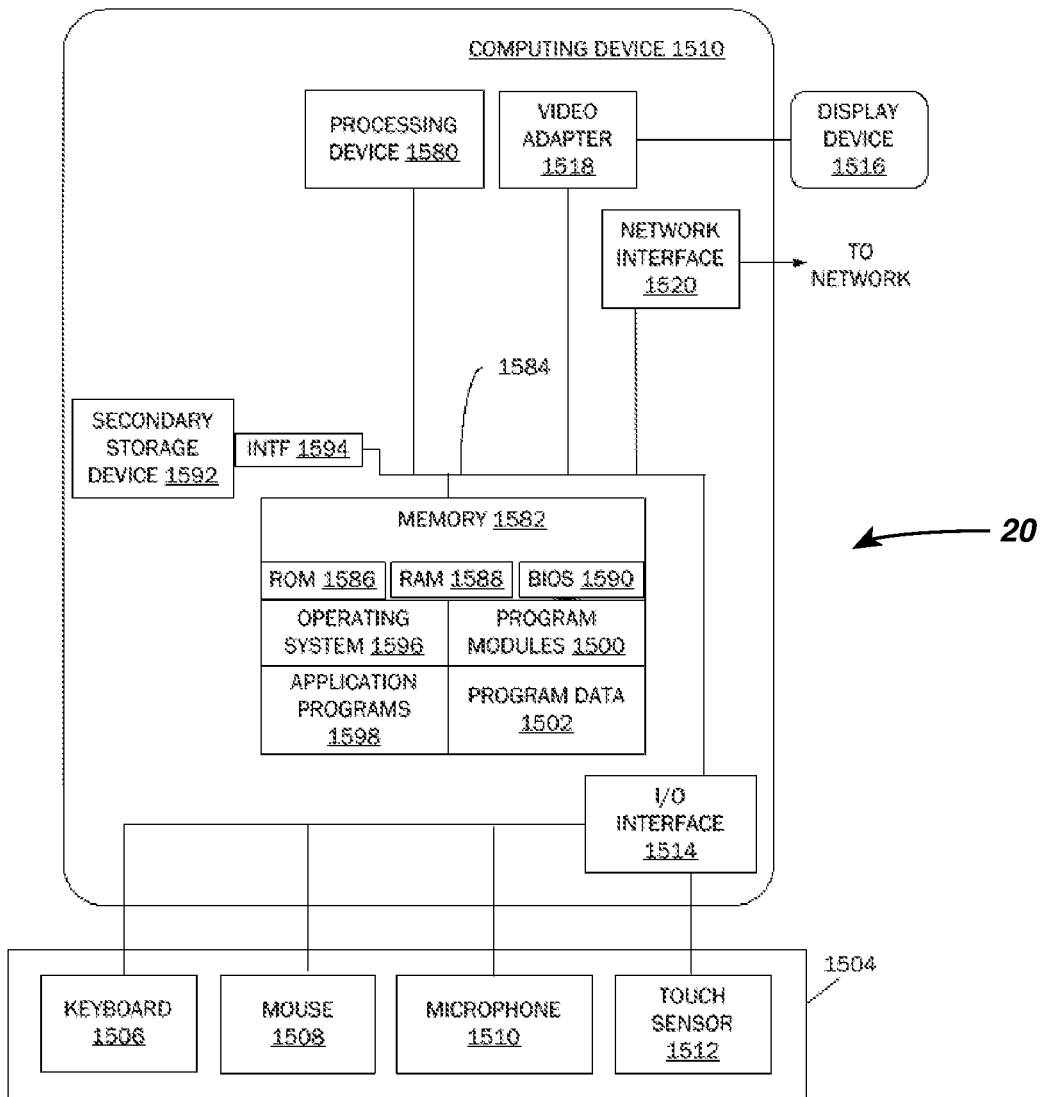 COMPUTING DEVICE 1510
PROCESSING
DEVICE 1580
VIDEO
ADAPTER
1518
DISPLAY
DEVICE
1516
NETWORK
INTERFACE
1520
TO
NETWORK
1584
SECONDARY
STORAGE
DEVICE 1592
INTF 1594
MEMORY 1582
ROM 1586
RAM 1588
BIOS 1590
OPERATING
SYSTEM 1596
PROGRAM
MODULES 1500
APPLICATION
PROGRAMS
1598
PROGRAM DATA
1502
20
I/O
INTERFACE
1514
1504
KEYBOARD
1506
MOUSE
1508
MICROPHONE
1510
TOUCH
SENSOR
1512